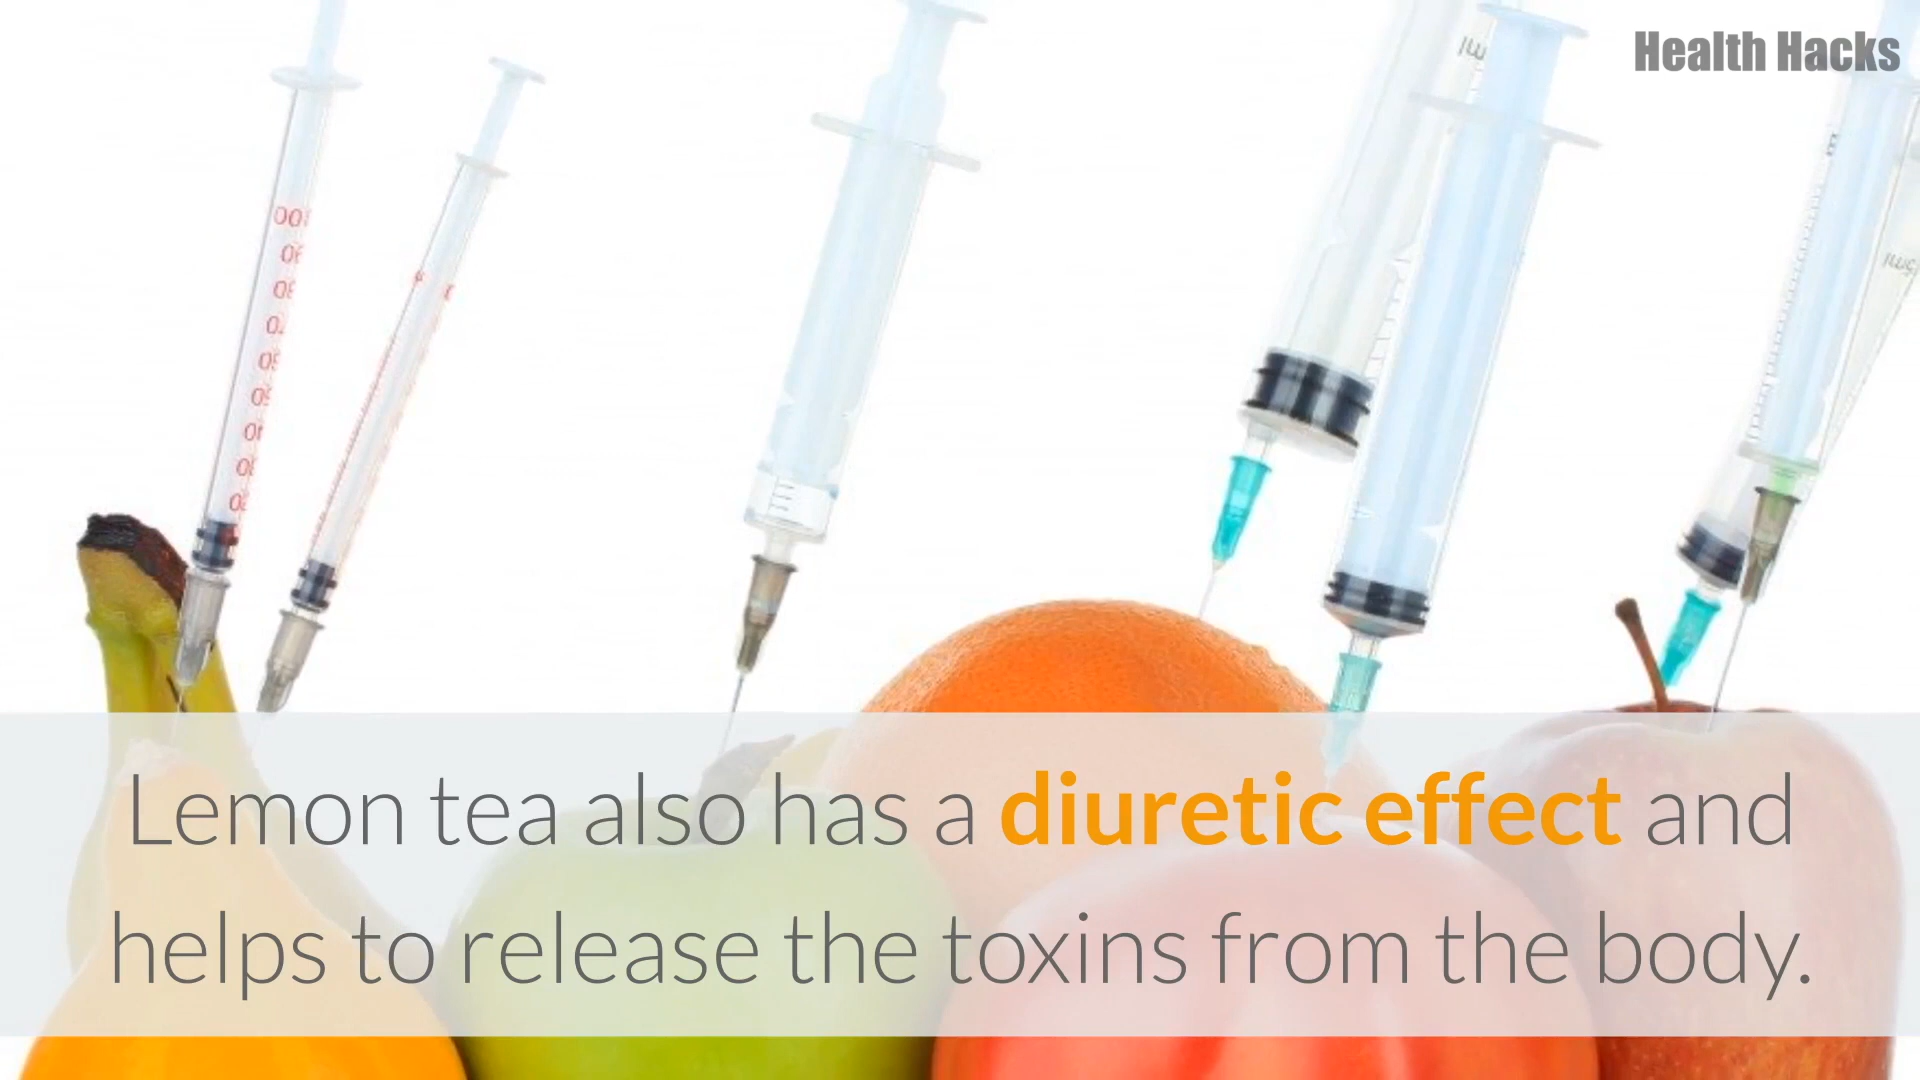 Health Hacks
Lemon tea also has a diuretic effect and
helps to release the toxins from the body.